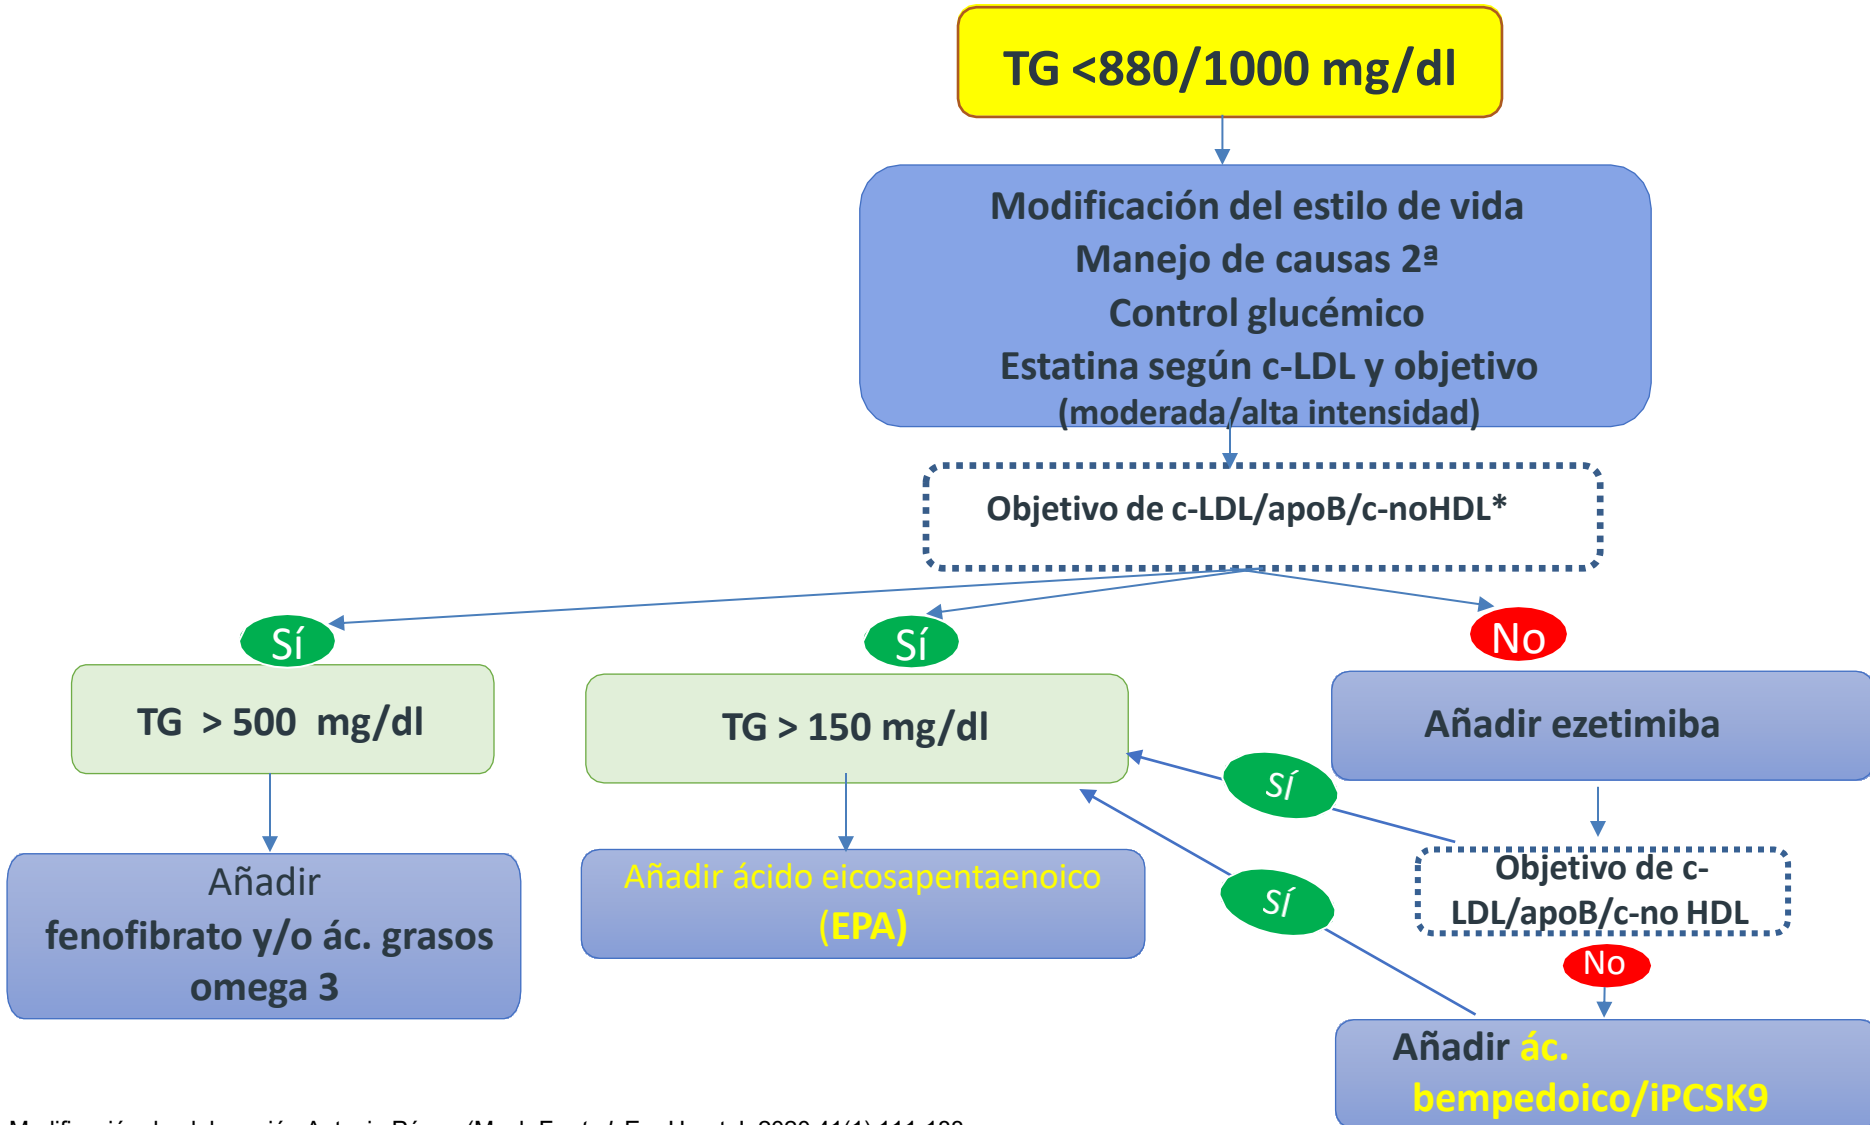 TG <880/1000 mg/dl
Modificación del estilo de vida
Manejo de causas 2ª
Control glucémico
Estatina según c-LDL y objetivo
(moderada/alta intensidad)
Objetivo de c-LDL/apoB/c-noHDL*
Sí
Sí
No
TG > 500 mg/dl
TG > 150 mg/dl
Añadir ezetimiba
Sí
Añadir
fenofibrato y/o ác. grasos
omega 3
Añadir ácido eicosapentaenoico
(EPA)
Sí
Objetivo de c-
LDL/apoB/c-no HDL
No
Añadir ác.
bempedoico/iPCSK9